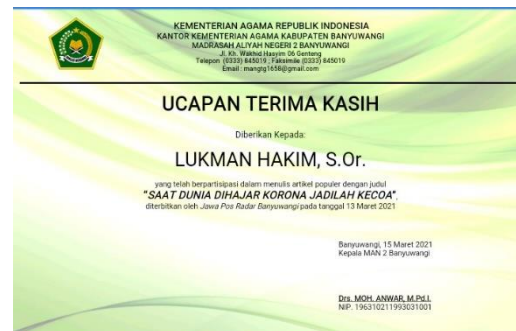 KEMENTERIAN AGAMA REPUBLIK INDONESIA
KANTOR KEMENTERIAN AGAMA KABUPATEN BANYUWANGI
MADRASAH ALIYAH NEGERI 2 BANYUWANGI
Jl. Kh. Wakhid Hasyim 06 Genteng
Telepon (0333) 845019 ; Faksimile (0333) 845019
Email : mangtg1658@gmail.com
UCAPAN TERIMA KASIH
Diberikan Kepada:
LUKMAN HAKIM, S.Or.
yang telah berpartisipasi dalam menulis artikel populer dengan judul
"SAAT DUNIA DIHAJAR KORONA JADILAH KECOA",
diterbitkan oleh Jawa Pos Radar Banyuwangi pada tanggal 13 Maret 2021
Banyuwangi, 15 Maret 2021
Kepala MAN 2 Banyuwangi
Drs. MOH. ANWAR, M.Pd.I.
NIP. 196310211993031001